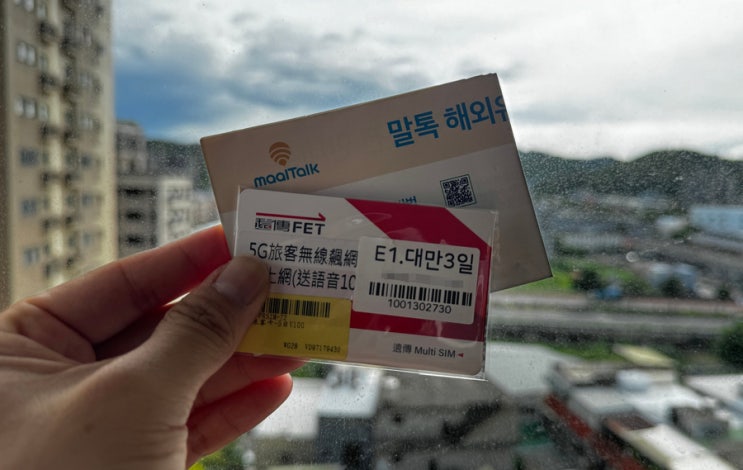 말톡 해외
maalTalk
遠傳FET
5G旅客無線飆網
上網(送語音10
E1.대만3일
1001302730
遠傳 Multi SIM